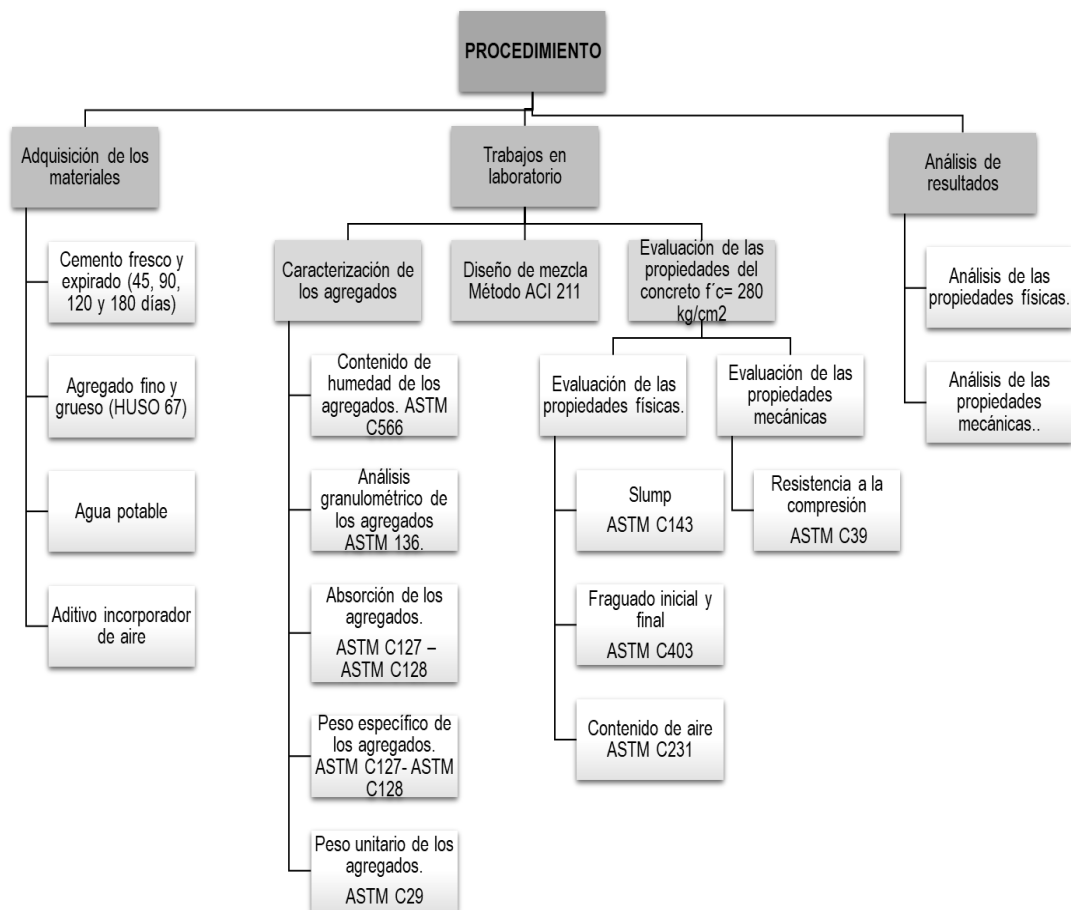 PROCEDIMIENTO
Adquisición de los
materiales
Cemento fresco y
expirado (45, 90,
120 y 180 días)
Agregado fino y
grueso (HUSO 67)
Agua potable
Aditivo incorporador
de aire
Trabajos en
laboratorio
Caracterización de
los agregados
Contenido de
humedad de los
agregados. ASTM
C566
Análisis
granulométrico de
los agregados
ASTM 136.
Absorción de los
agregados.
ASTM C127 –
ASTM C128
Peso específico de
los agregados.
ASTM C127- ASTM
C128
Peso unitario de los
agregados.
ASTM C29
Diseño de mezcla
Método ACI 211
Evaluación de las
propiedades del
concreto f´c= 280
kg/cm2
Evaluación de las
propiedades físicas.
Slump
ASTM C143
Fraguado inicial y
final
ASTM C403
Contenido de aire
ASTM C231
Evaluación de las
propiedades
mecánicas
Resistencia a la
compresión
ASTM C39
Análisis de
resultados
Análisis de las
propiedades físicas.
Análisis de las
propiedades
mecánicas..